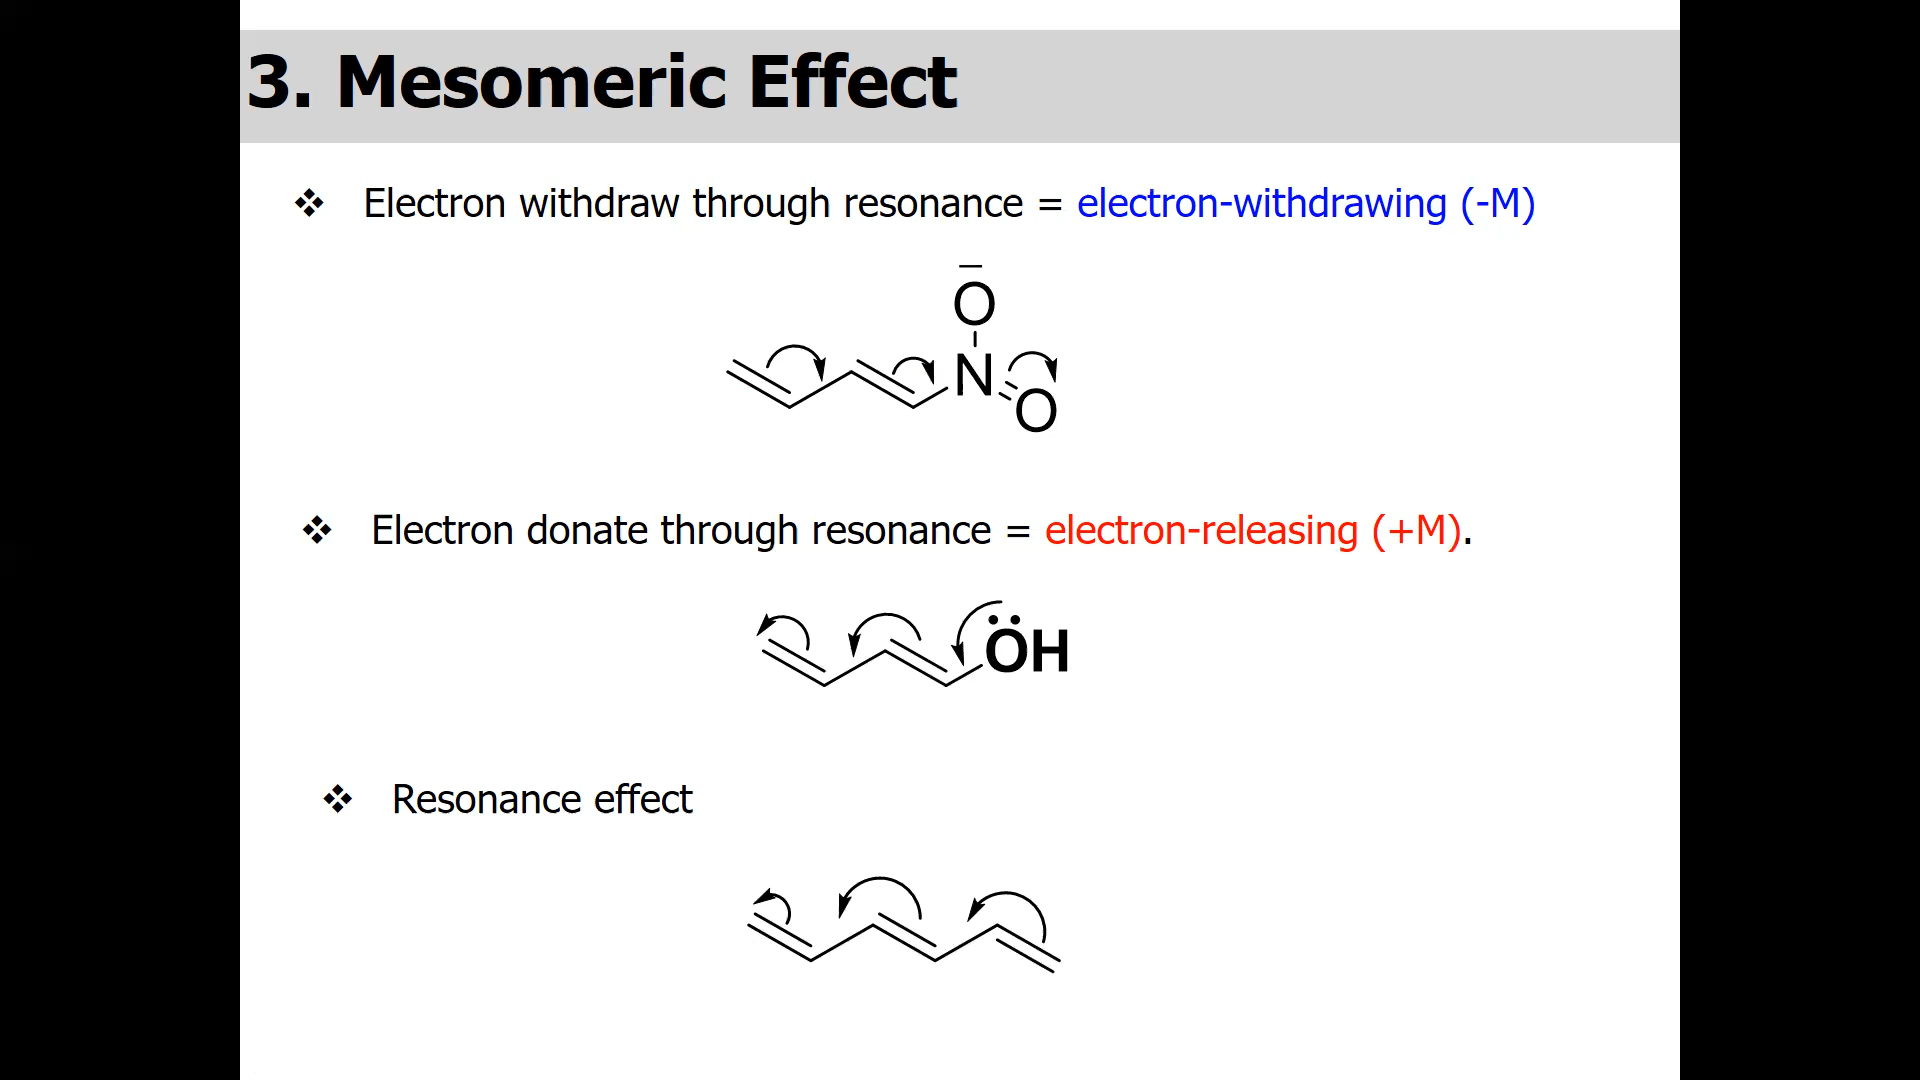 3. Mesomeric Effect
❖ Electron withdraw through resonance = electron-withdrawing (-M)
O
N
O
❖ Electron donate through resonance = electron-releasing (+M).
ÖH
❖ Resonance effect